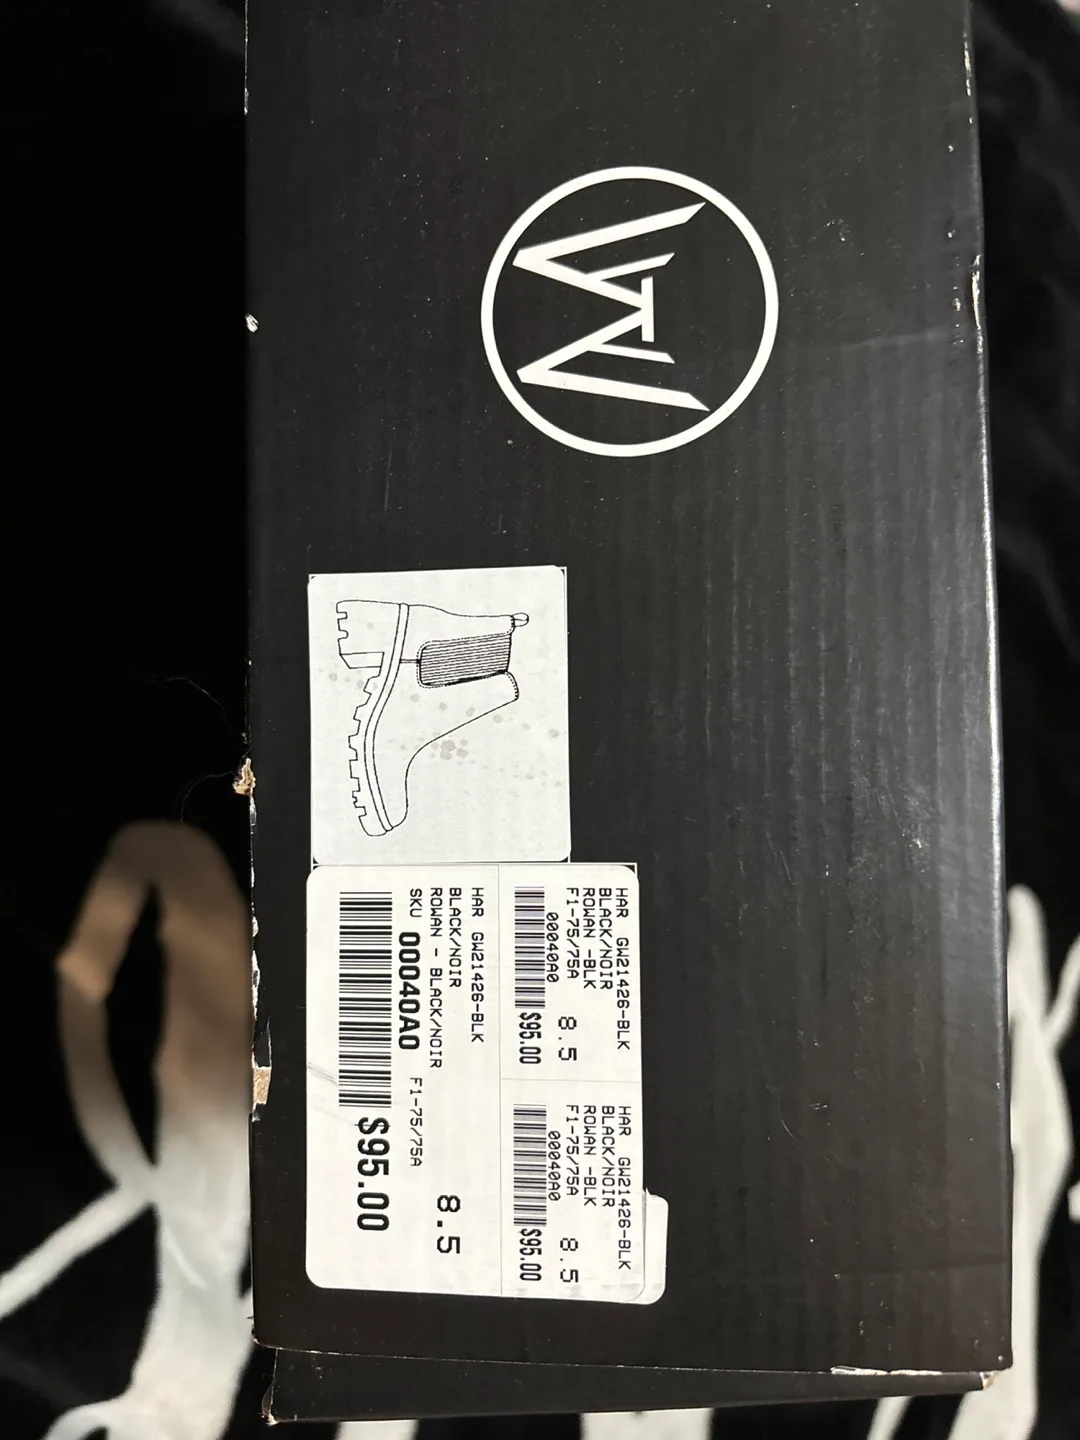 HAR GW21426-BLK
BLACK/NOIR
ROWAN -BLK
F1-75/75A
00040A0
8.5
$95.00
HAR GW21426-BLK
BLACK/NOIR
ROWAN -BLK
F1-75/75A
00040A0
8.5
$95.00
HAR GW21426-BLK
BLACK/NOIR
ROWAN - BLACK/NOIR
SKU 00040A0 F1-75/75A
8.5
$95.00